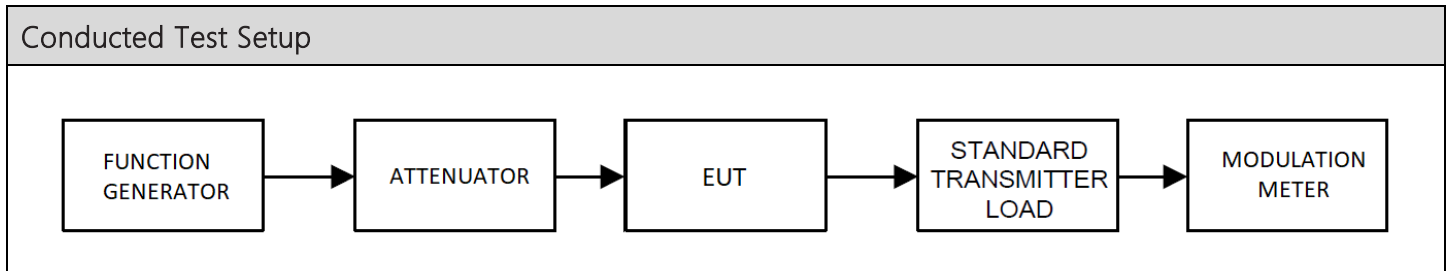 Conducted Test Setup
FUNCTION
GENERATOR
ATTENUATOR
EUT
STANDARD
TRANSMITTER
LOAD
MODULATION
METER